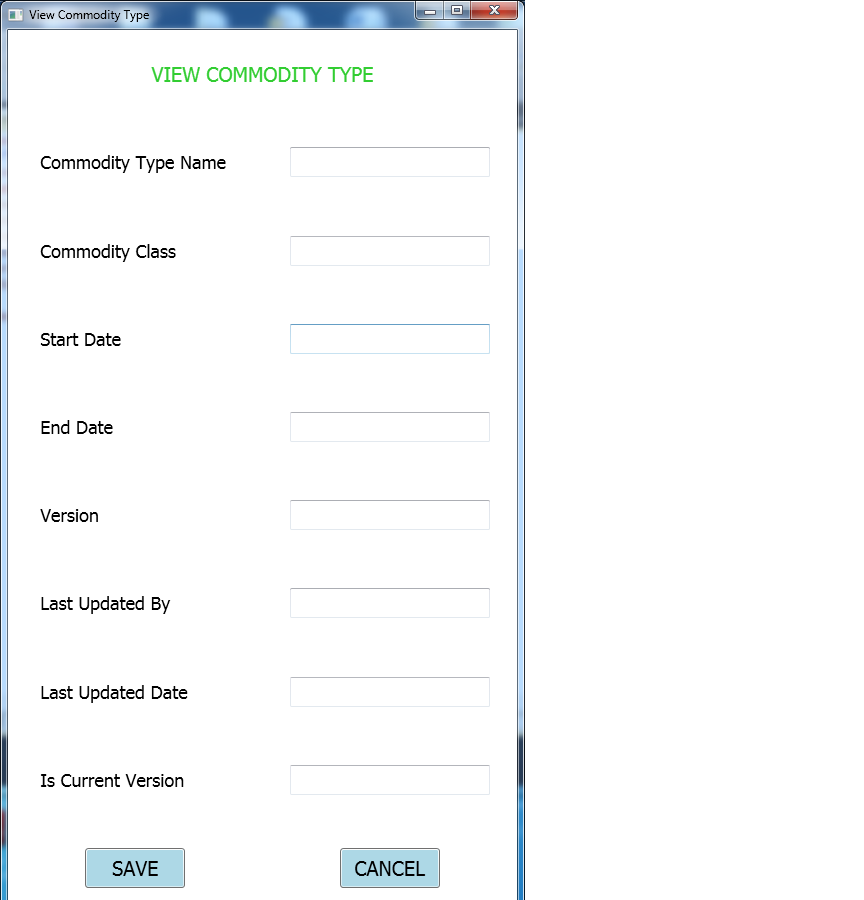 View Commodity Type
VIEW COMMODITY TYPE
Commodity Type Name
Commodity Class
Start Date
End Date
Version
Last Updated By
Last Updated Date
Is Current Version
SAVE CANCEL